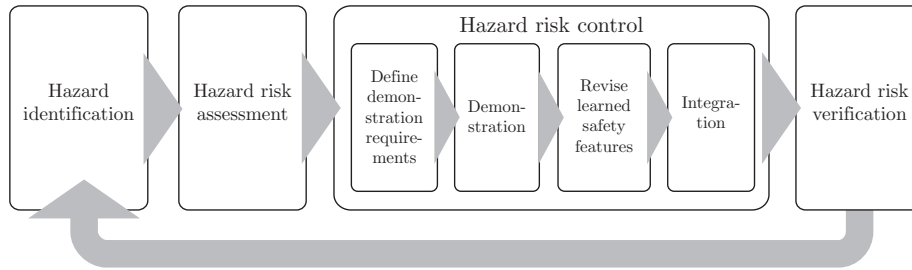 Hazard
identification
Hazard risk
assessment
Hazard risk control
Define
demon-
stration
require-
ments
Demon-
stration
Revise
learned
safety
features
Integra-
tion
Hazard risk
verification